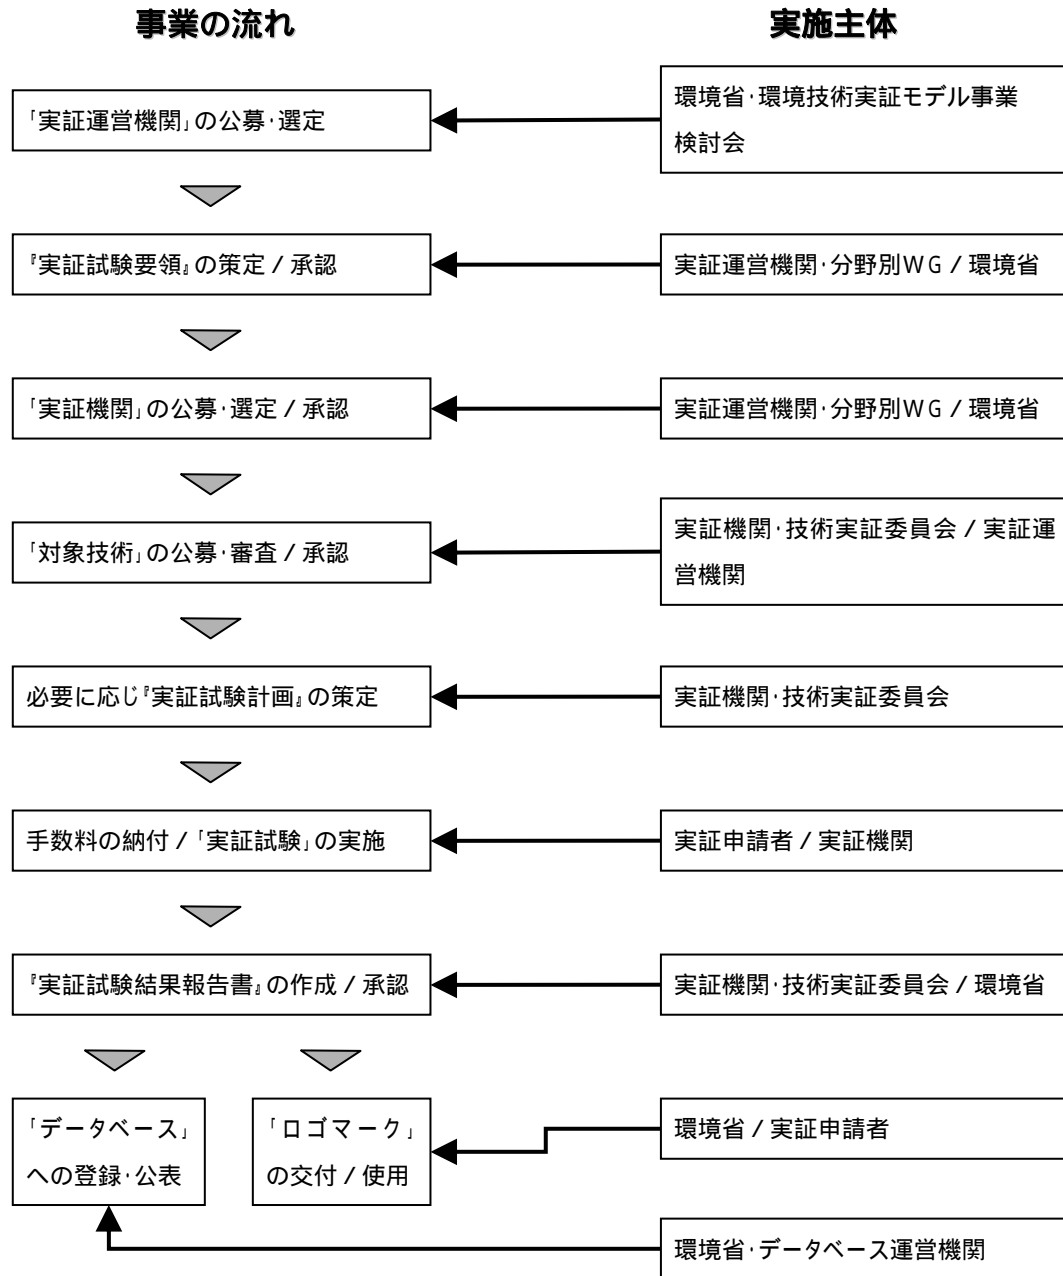 事業の流れ
実施主体
「実証運営機関」の公募・選定
環境省・環境技術実証モデル事業
検討会
『実証試験要領』の策定 / 承認
実証運営機関・分野別WG / 環境省
「実証機関」の公募・選定 / 承認
実証運営機関・分野別WG / 環境省
「対象技術」の公募・審査 / 承認
実証機関・技術実証委員会 / 実証運
営機関
必要に応じ『実証試験計画』の策定
実証機関・技術実証委員会
手数料の納付 / 「実証試験」の実施
実証申請者 / 実証機関
『実証試験結果報告書』の作成 / 承認
実証機関・技術実証委員会 / 環境省
「データベース」
への登録・公表
「ロゴマーク」
の交付 / 使用
環境省 / 実証申請者
環境省・データベース運営機関